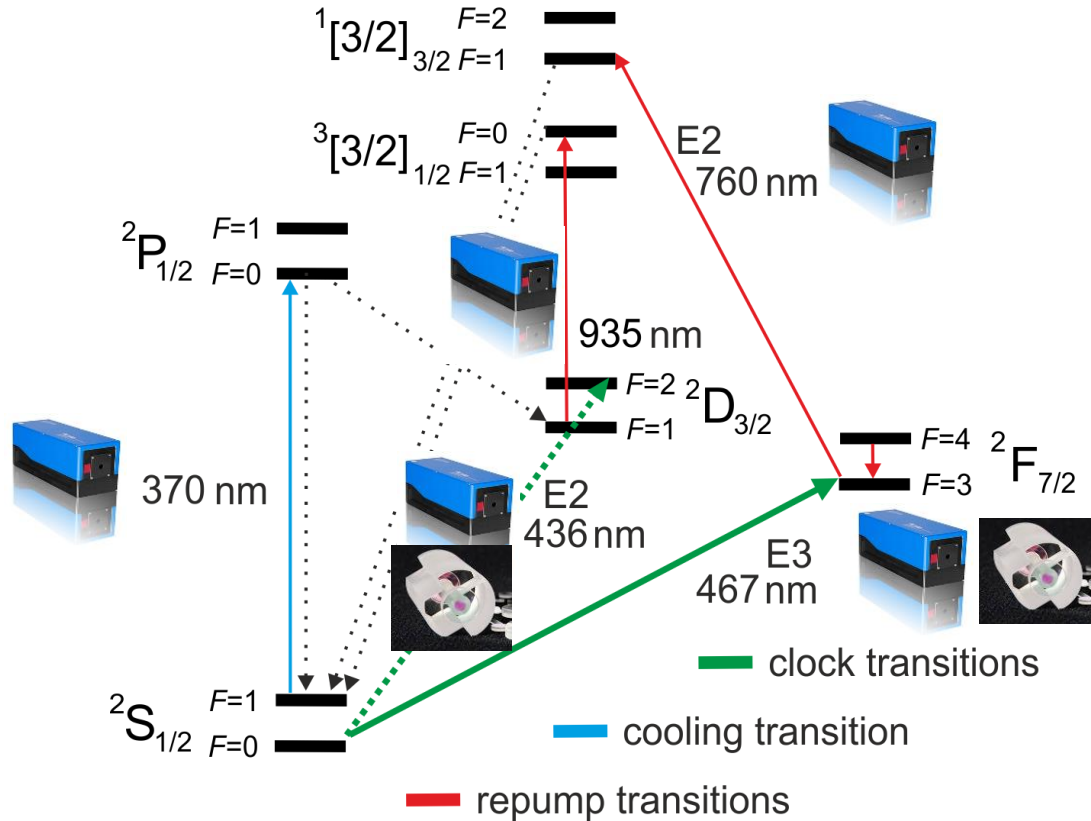 ¹[3/2]₃/₂ F=2
F=1
³[3/2]₁/₂ F=0
F=1
E2
760 nm
²P₁/₂ F=1
F=0
935 nm
F=2 ²D₃/₂
F=1
F=4 ²F₇/₂
F=3
370 nm
E2
436 nm
E3
467 nm
clock transitions
²S₁/₂ F=1
F=0
cooling transition
repump transitions